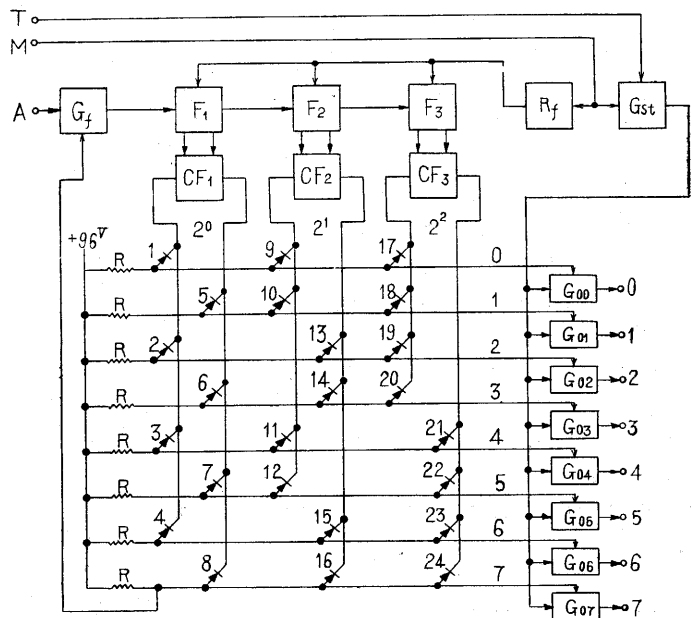 T
M
A
G_f
F₁
F₂
F₃
R_f
Gst
CF₁
CF₂
CF₃
2⁰
2¹
2²
+96ⱽ
R 1 9 17 0
G₀₀ 0
R 5 10 18 1
G₀₁ 1
R 2 13 19 2
G₀₂ 2
R 6 14 20 3
G₀₃ 3
R 3 11 21 4
G₀₄ 4
R 7 12 22 5
G₀₅ 5
R 4 15 23 6
G₀₆ 6
R 8 16 24 7
G₀₇ 7